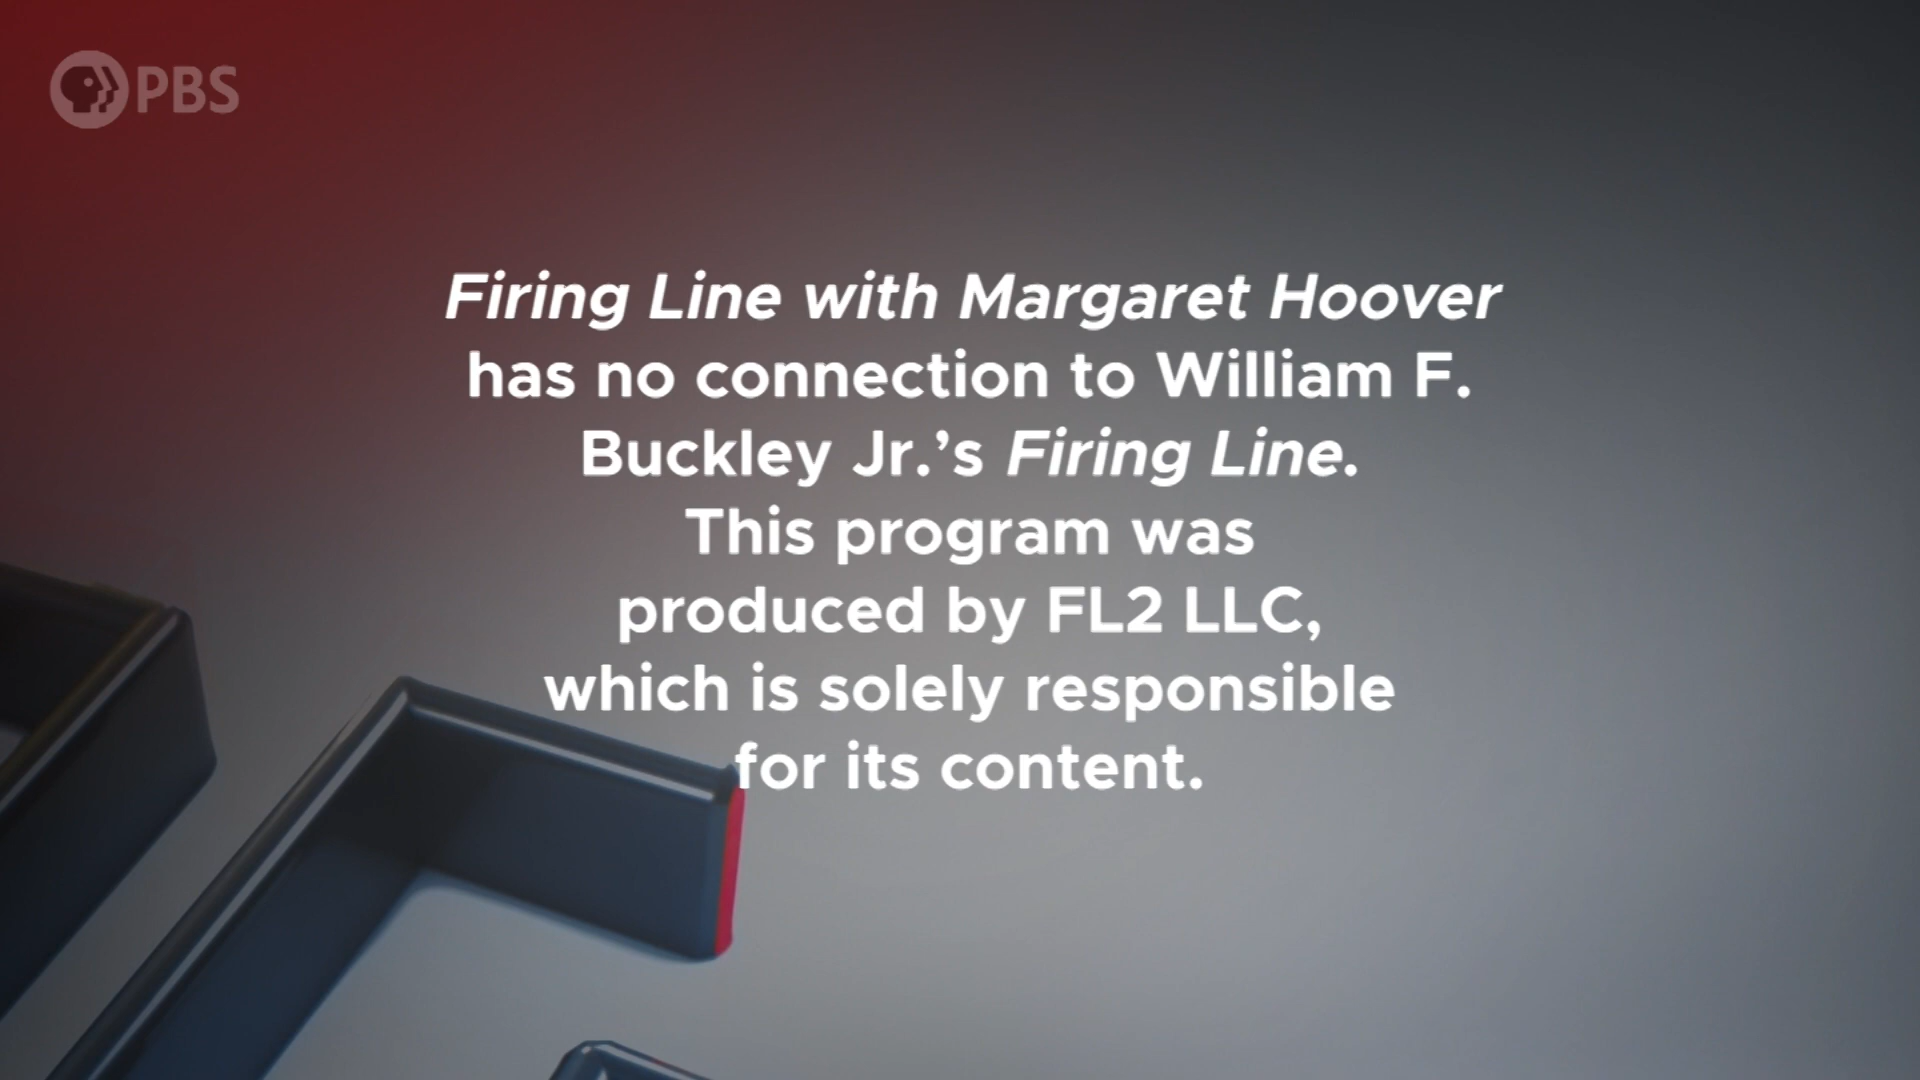 PBS
Firing Line with Margaret Hoover
has no connection to William F.
Buckley Jr.’s Firing Line.
This program was
produced by FL2 LLC,
which is solely responsible
for its content.